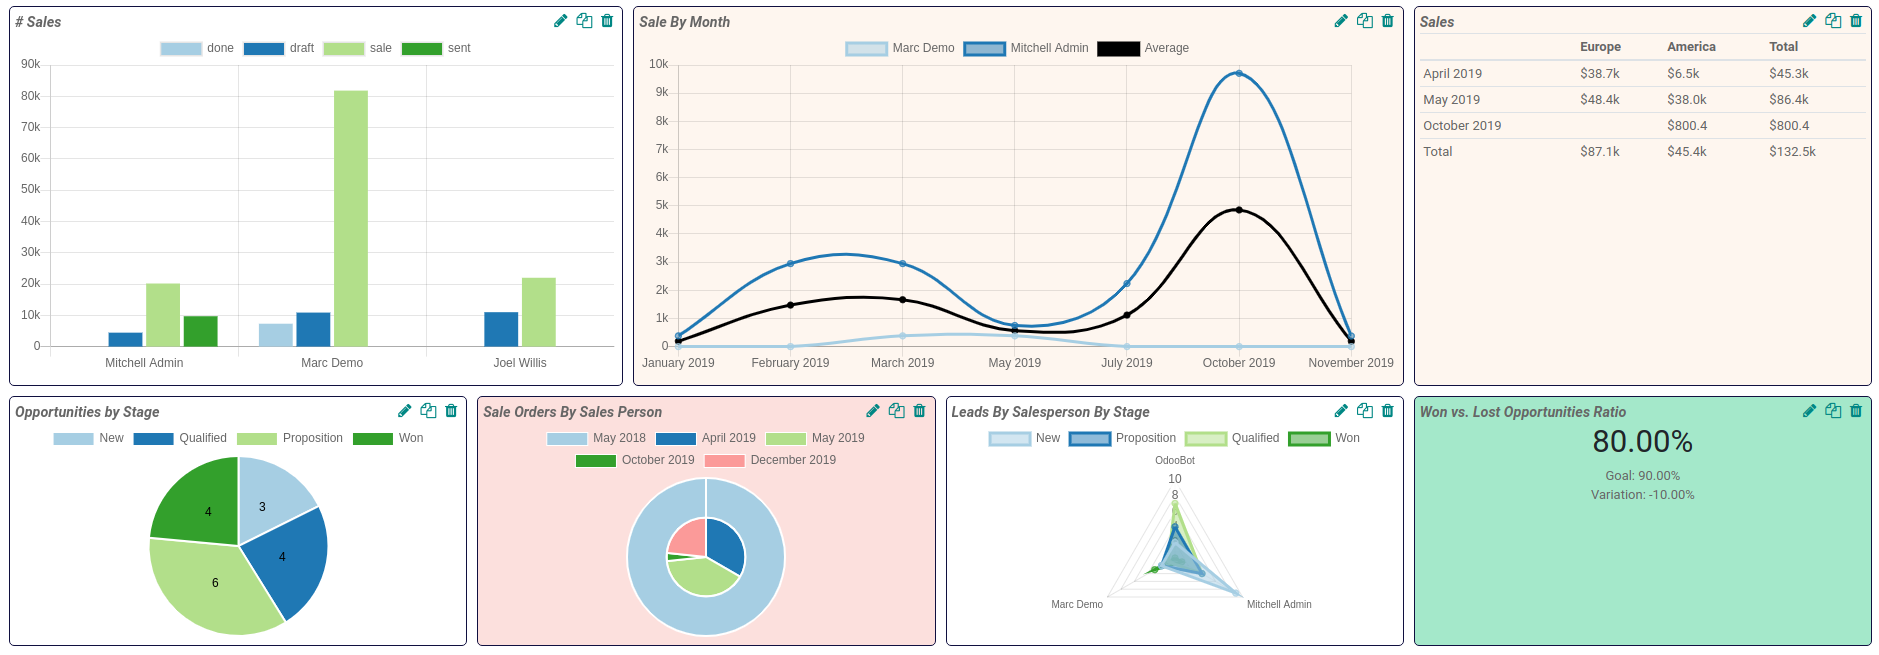 # Sales
done draft sale sent
90k
80k
70k
60k
50k
40k
30k
20k
10k
0
Mitchell Admin Marc Demo Joel Willis
Sale By Month
Marc Demo Mitchell Admin Average
10k
9k
8k
7k
6k
5k
4k
3k
2k
1k
0
January 2019 February 2019 March 2019 May 2019 July 2019 October 2019 November 2019
Sales
Europe America Total
April 2019 $38.7k $6.5k $45.3k
May 2019 $48.4k $38.0k $86.4k
October 2019 $800.4 $800.4
Total $87.1k $45.4k $132.5k
Opportunities by Stage
New Qualified Proposition Won
4 3
4
6
Sale Orders By Sales Person
May 2018 April 2019 May 2019
October 2019 December 2019
Leads By Salesperson By Stage
New Proposition Qualified Won
OdooBot
10
8
Marc Demo Mitchell Admin
Won vs. Lost Opportunities Ratio
80.00%
Goal: 90.00%
Variation: -10.00%